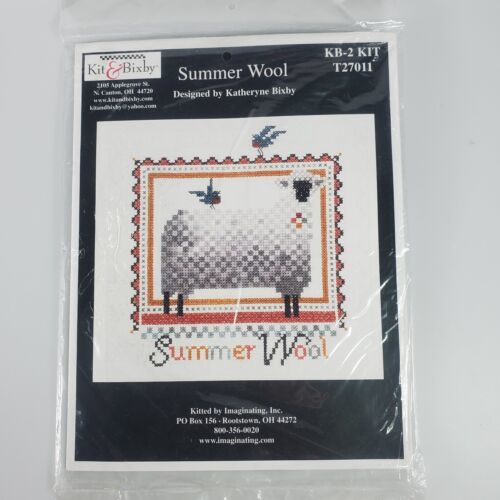 Kit & Bixby
2105 Applegrove St.
N. Canton, OH 44720
www.kitandbixby.com
kitandbixby@yahoo.com
Summer Wool
Designed by Katheryne Bixby
KB-2 KIT
T27011
Summer Wool
Kitted by Imaginating, Inc.
PO Box 156 · Rootstown, OH 44272
800-356-0020
www.imaginating.com